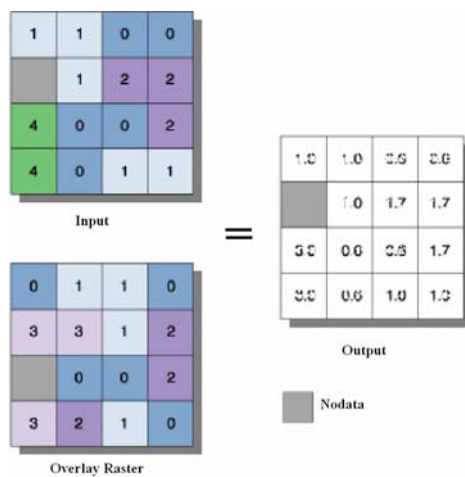 1 1 0 0
1 2 2
4 0 0 2
4 0 1 1
Input
0 1 1 0
3 3 1 2
0 0 2
3 2 1 0
Overlay Raster
=
1.0 1.0 0.6 0.6
1.0 1.7 1.7
3.0 0.6 0.6 1.7
3.0 0.6 1.0 1.0
Output
Nodata